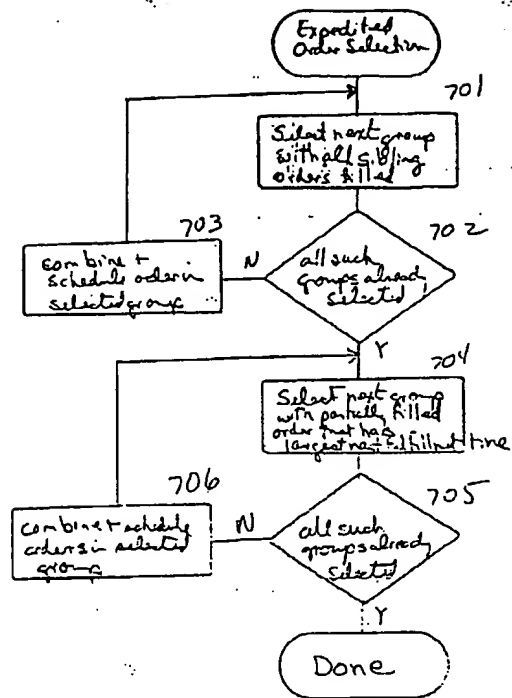 Expedited
Order Selection
701
Select next group
with all sibling
orders filled
702
all such
groups already
selected
703
combine +
schedule order in
selected group
N
Y
704
Select next group
with partially filled
order that has
largest next fulfillment time
705
all such
groups already
selected
706
combine + schedule
orders in selected
group
N
Y
Done